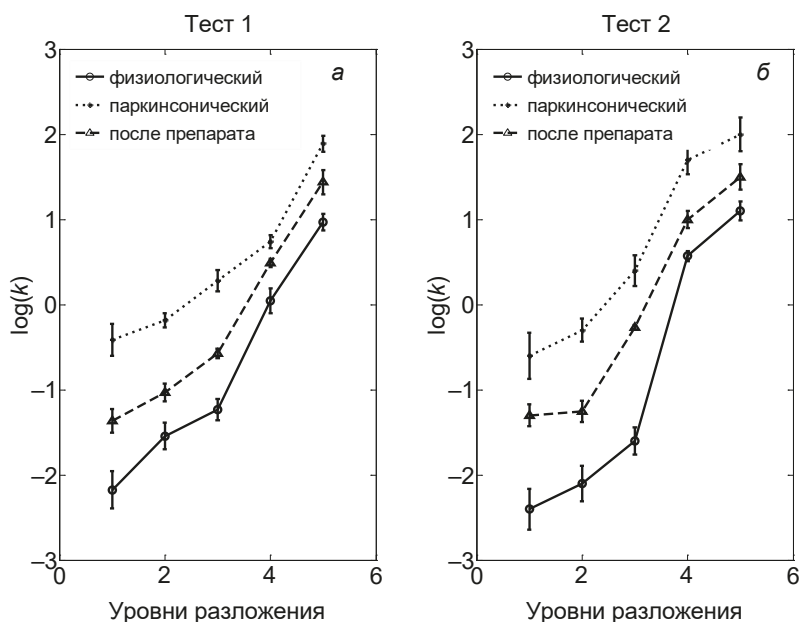 Тест 1
3
2
1
0
–1
–2
–3
log(k)
а
физиологический
паркинсонический
после препарата
0 2 4 6
Уровни разложения
Тест 2
3
2
1
0
–1
–2
–3
log(k)
б
физиологический
паркинсонический
после препарата
0 2 4 6
Уровни разложения